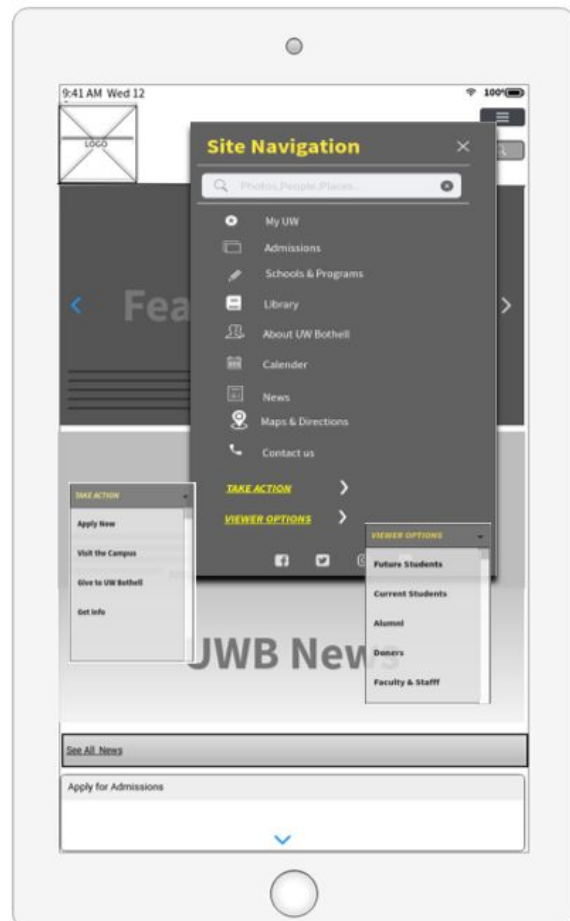 9:41 AM Wed 12
100%
LOGO
Site Navigation
Photos,People,Places..
My UW
Admissions
Schools & Programs
Library
About UW Bothell
Calender
News
Maps & Directions
Contact us
TAKE ACTION
VIEWER OPTIONS
Fea
TAKE ACTION
Apply Now
Visit the Campus
Give to UW Bothell
Get Info
VIEWER OPTIONS
Future Students
Current Students
Alumni
Doners
Faculty & Stafff
UWB News
See All News
Apply for Admissions